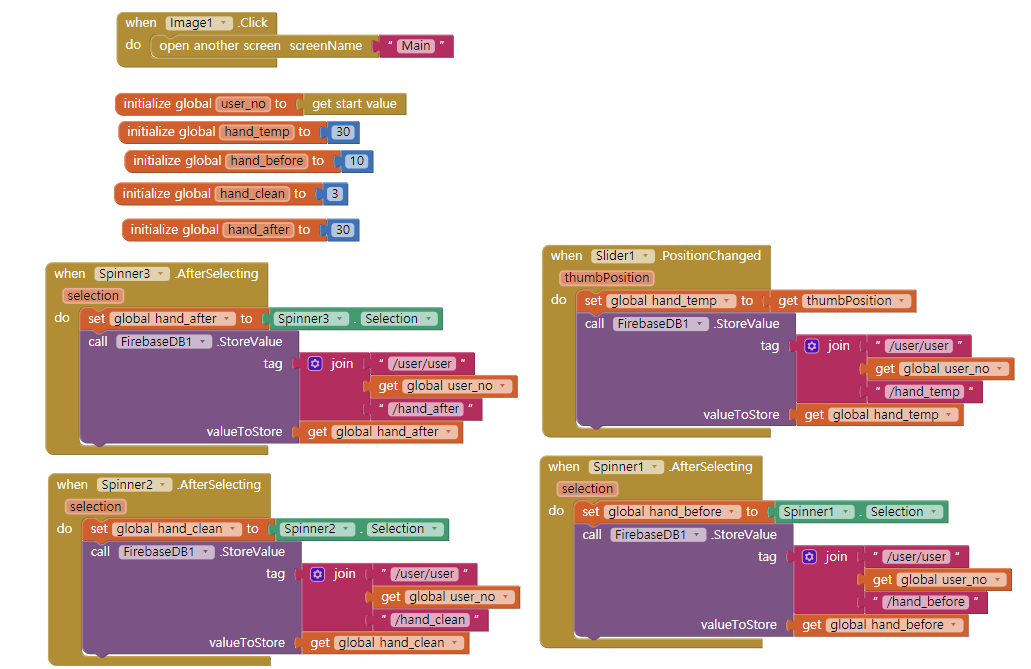 when Image1 .Click
do open another screen screenName " Main "
initialize global user_no to get start value
initialize global hand_temp to 30
initialize global hand_before to 10
initialize global hand_clean to 3
initialize global hand_after to 30
when Spinner3 .AfterSelecting
selection
do set global hand_after to Spinner3 . Selection
call FirebaseDB1 .StoreValue
tag join " /user/user "
get global user_no
" /hand_after "
valueToStore get global hand_after
when Slider1 .PositionChanged
thumbPosition
do set global hand_temp to get thumbPosition
call FirebaseDB1 .StoreValue
tag join " /user/user "
get global user_no
" /hand_temp "
valueToStore get global hand_temp
when Spinner2 .AfterSelecting
selection
do set global hand_clean to Spinner2 . Selection
call FirebaseDB1 .StoreValue
tag join " /user/user "
get global user_no
" /hand_clean "
valueToStore get global hand_clean
when Spinner1 .AfterSelecting
selection
do set global hand_before to Spinner1 . Selection
call FirebaseDB1 .StoreValue
tag join " /user/user "
get global user_no
" /hand_before "
valueToStore get global hand_before